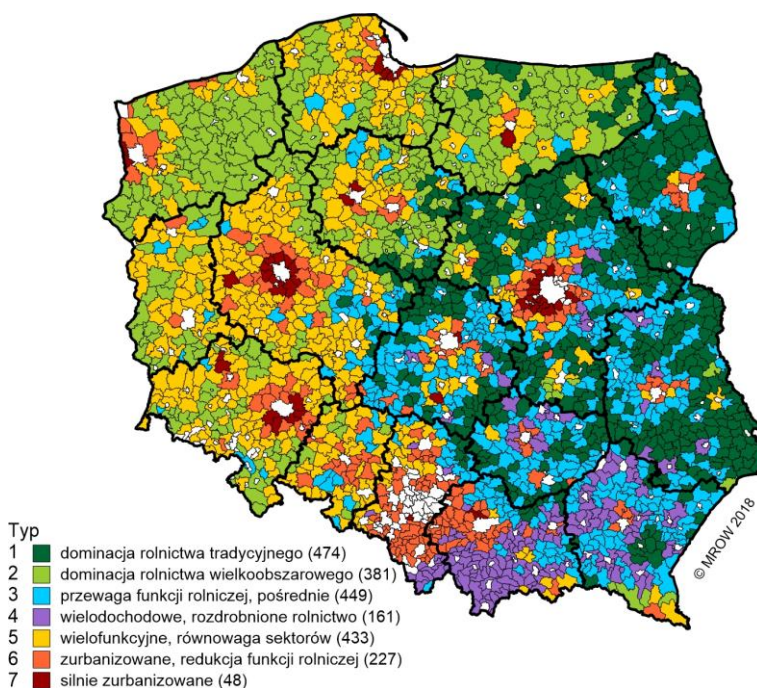 © MROW 2018
Typ
1 dominacja rolnictwa tradycyjnego (474)
2 dominacja rolnictwa wielkoobszarowego (381)
3 przewaga funkcji rolniczej, pośrednie (449)
4 wielodochodowe, rozdrobnione rolnictwo (161)
5 wielofunkcyjne, równowaga sektorów (433)
6 zurbanizowane, redukcja funkcji rolniczej (227)
7 silnie zurbanizowane (48)